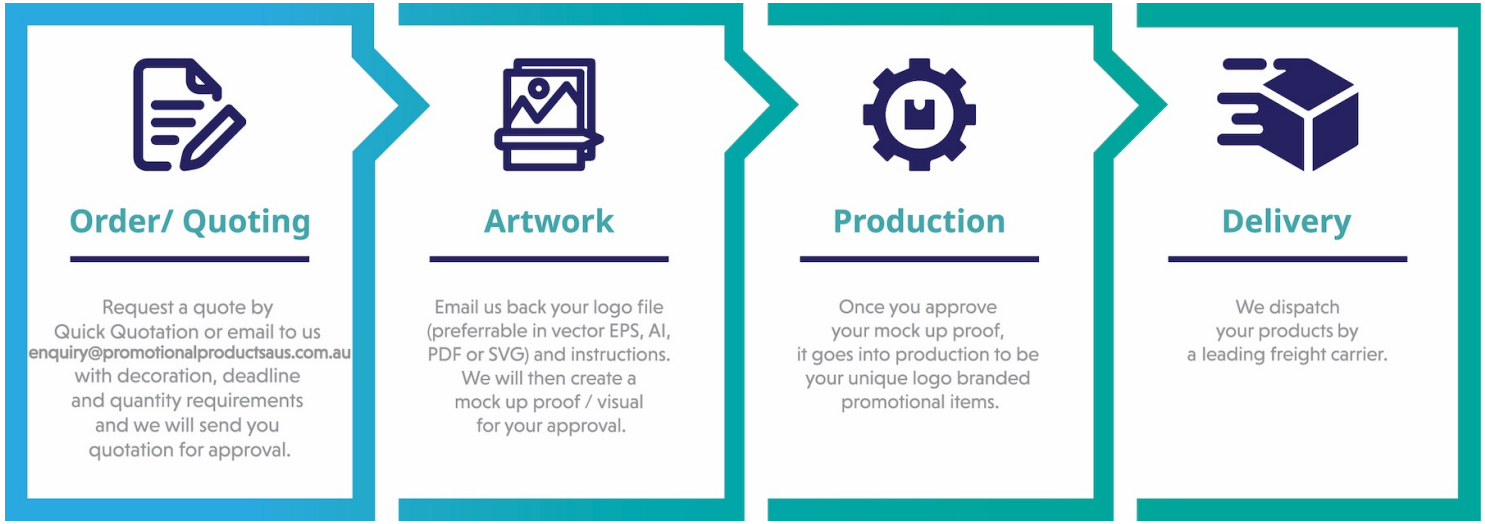 Order/ Quoting
Request a quote by
Quick Quotation or email to us
enquiry@promotionalproductsaus.com.au
with decoration, deadline
and quantity requirements
and we will send you
quotation for approval.
Artwork
Email us back your logo file
(preferrable in vector EPS, AI,
PDF or SVG) and instructions.
We will then create a
mock up proof / visual
for your approval.
Production
Once you approve
your mock up proof,
it goes into production to be
your unique logo branded
promotional items.
Delivery
We dispatch
your products by
a leading freight carrier.